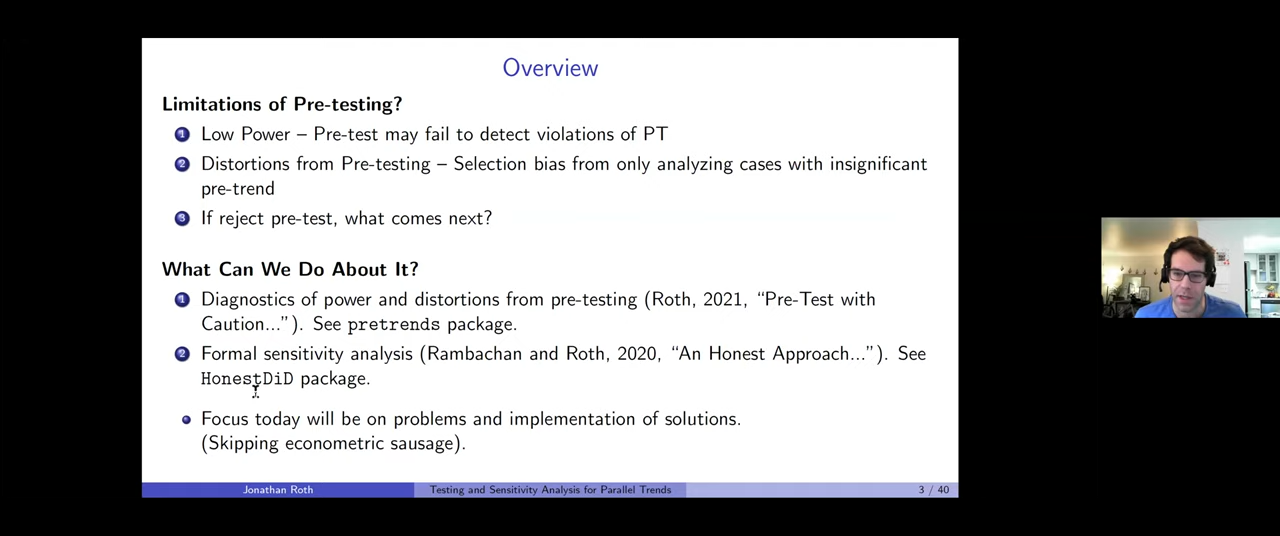 Overview
Limitations of Pre-testing?
1 Low Power – Pre-test may fail to detect violations of PT
2 Distortions from Pre-testing – Selection bias from only analyzing cases with insignificant
pre-trend
3 If reject pre-test, what comes next?
What Can We Do About It?
1 Diagnostics of power and distortions from pre-testing (Roth, 2021, “Pre-Test with
Caution...”). See pretrends package.
2 Formal sensitivity analysis (Rambachan and Roth, 2020, “An Honest Approach...”). See
HonestDiD package.
Focus today will be on problems and implementation of solutions.
(Skipping econometric sausage).
Jonathan Roth
Testing and Sensitivity Analysis for Parallel Trends
3 / 40